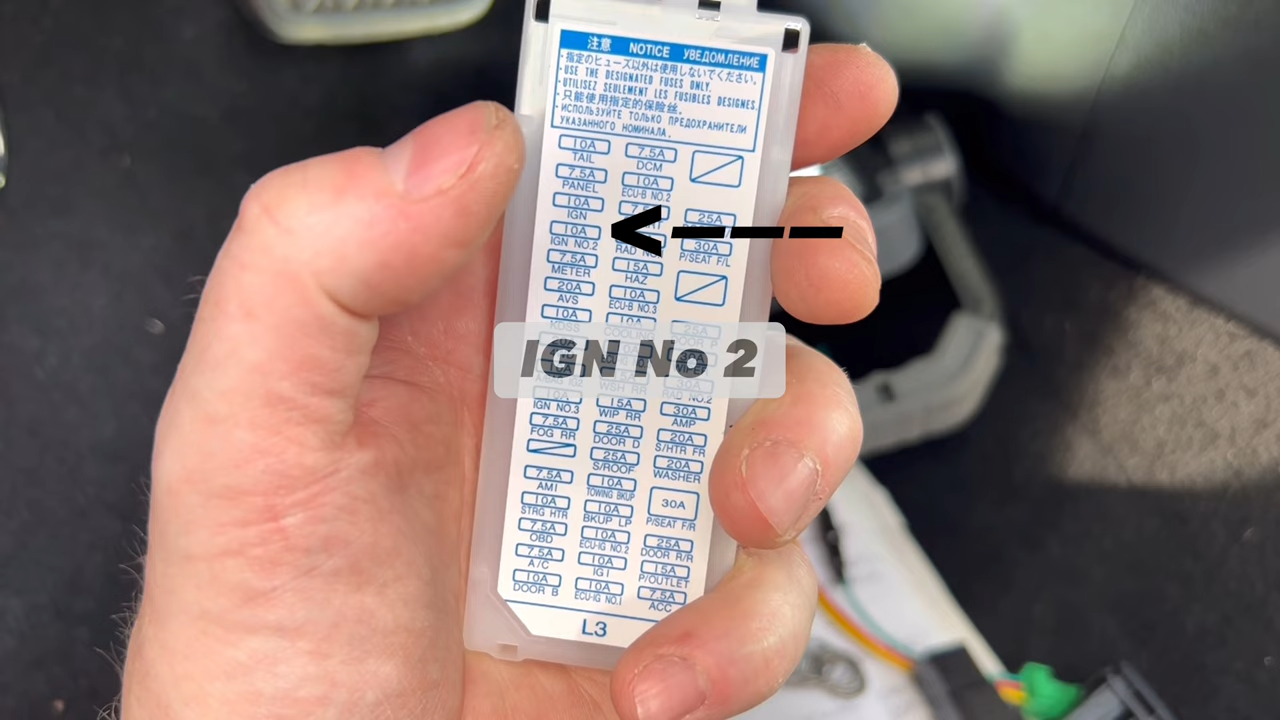 注意 NOTICE УВЕДОМЛЕНИЕ
・指定のヒューズ以外は使用しないでください。
・USE THE DESIGNATED FUSES ONLY.
・UTILISEZ SEULEMENT LES FUSIBLES DESIGNES.
・只能使用指定的保险丝。
・ИСПОЛЬЗУЙТЕ ТОЛЬКО ПРЕДОХРАНИТЕЛИ
УКАЗАННОГО НОМИНАЛА.
10A
TAIL
7.5A
PANEL
10A
IGN
10A
IGN NO.2
7.5A
METER
20A
AVS
10A
KDSS
10A
IGN NO.3
7.5A
FOG RR
7.5A
AMI
10A
STRG HTR
7.5A
OBD
7.5A
A/C
10A
DOOR B
7.5A
DCM
10A
ECU-B NO.2
15A
HAZ
10A
ECU-B NO.3
10A
WSH RR
15A
WIP RR
25A
DOOR D
25A
S/ROOF
10A
TOWING BKUP
10A
BKUP LP
10A
ECU-IG NO.2
10A
IG1
10A
ECU-IG NO.1
25A
30A
P/SEAT F/L
25A
DOOR P
30A
RAD NO.2
30A
AMP
20A
S/HTR FR
20A
WASHER
30A
P/SEAT F/R
25A
DOOR R/R
15A
P/OUTLET
7.5A
ACC
L3
<---
IGN No 2